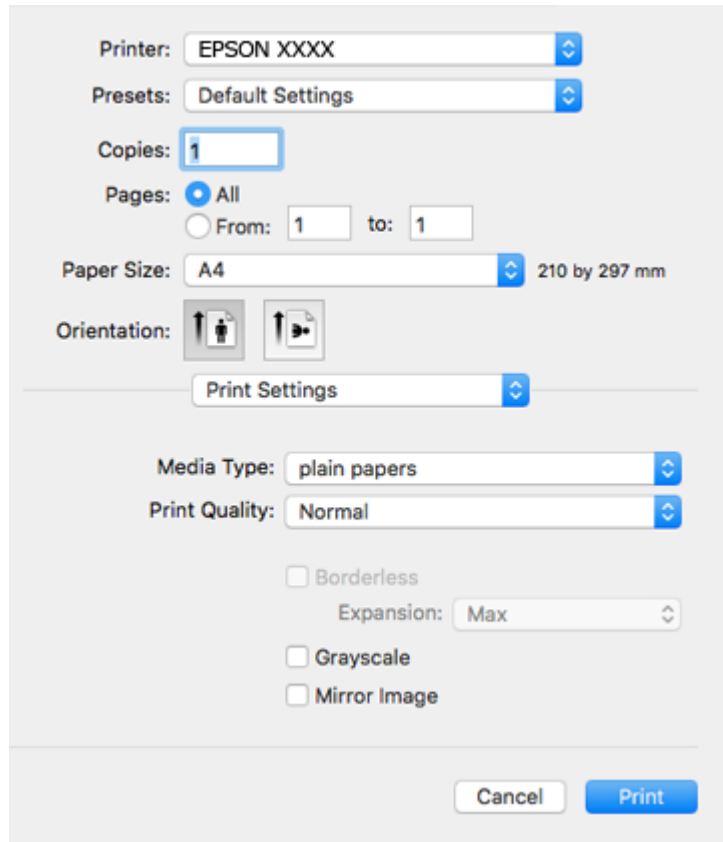 Printer: EPSON XXXX
Presets: Default Settings
Copies: 1
Pages: All
From: 1 to: 1
Paper Size: A4 210 by 297 mm
Orientation:
Print Settings
Media Type: plain papers
Print Quality: Normal
Borderless
Expansion: Max
Grayscale
Mirror Image
Cancel Print